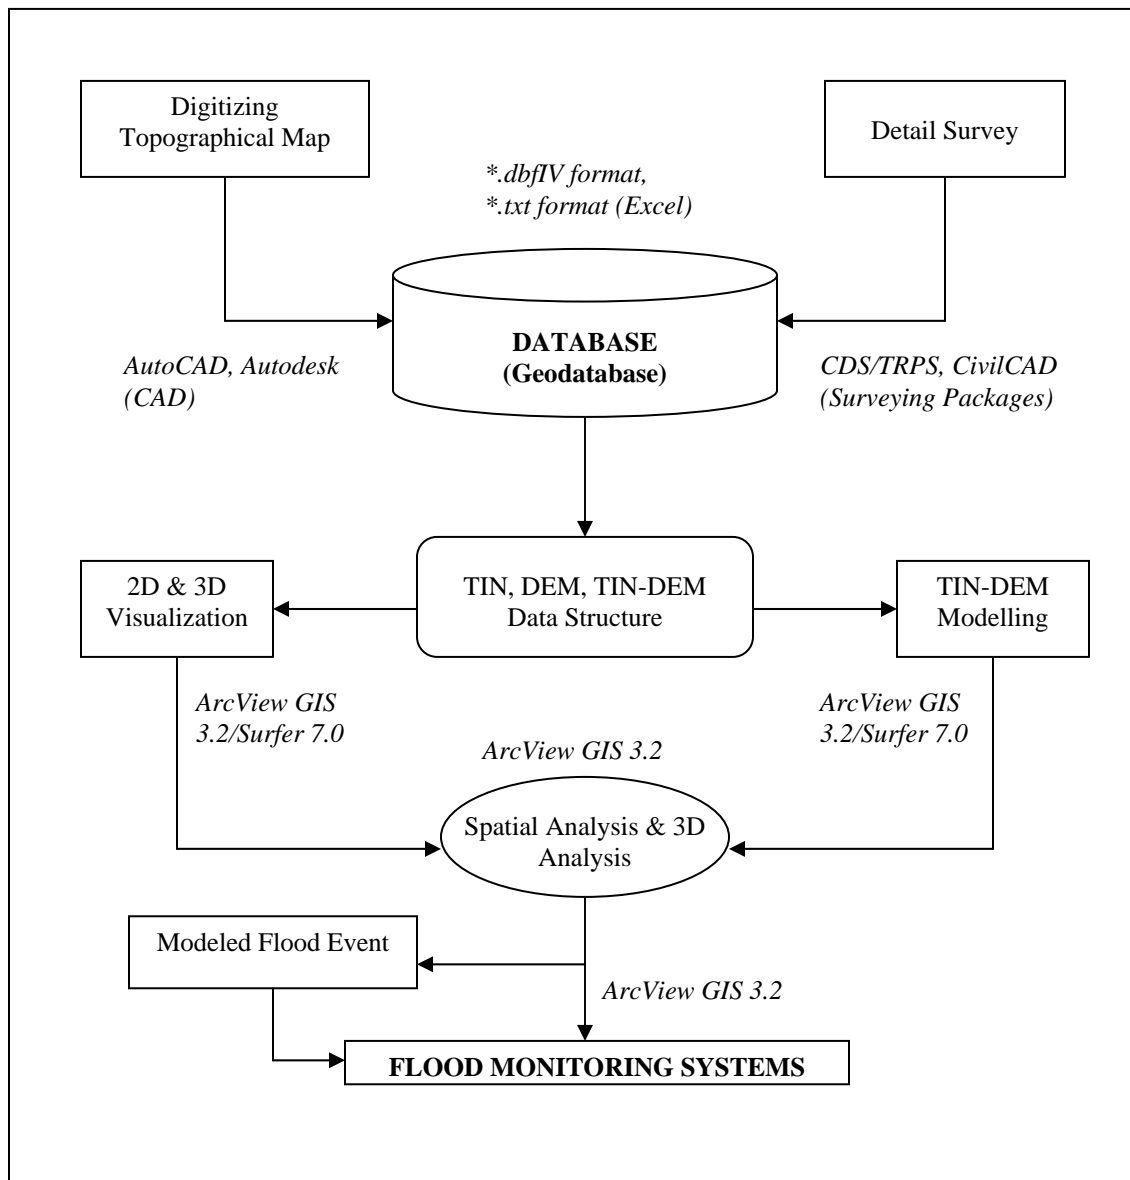 Digitizing
Topographical Map
Detail Survey
*.dbfIV format,
*.txt format (Excel)
DATABASE
(Geodatabase)
AutoCAD, Autodesk
(CAD)
CDS/TRPS, CivilCAD
(Surveying Packages)
2D & 3D
Visualization
TIN, DEM, TIN-DEM
Data Structure
TIN-DEM
Modelling
ArcView GIS
3.2/Surfer 7.0
ArcView GIS
3.2/Surfer 7.0
ArcView GIS 3.2
Spatial Analysis & 3D
Analysis
Modeled Flood Event
ArcView GIS 3.2
FLOOD MONITORING SYSTEMS